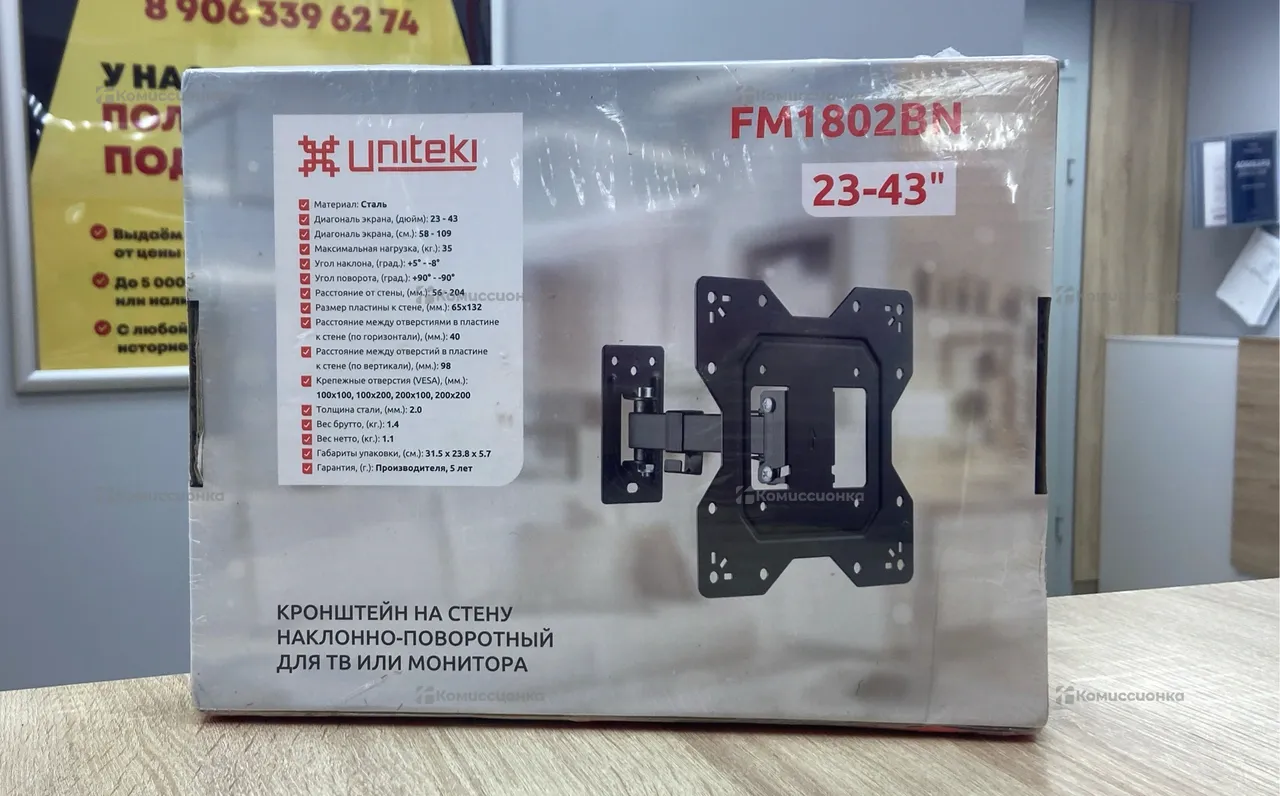 8 906 339 62 74
У НА
ПОЛ
ПОД
Выдаём
от цены
До 5 000
или нали
С любой
историе
uniteki
Материал: Сталь
Диагональ экрана, (дюйм): 23 - 43
Диагональ экрана, (см.): 58 - 109
Максимальная нагрузка, (кг.): 35
Угол наклона, (град.): +5° - -8°
Угол поворота, (град.): +90° - -90°
Расстояние от стены, (мм.): 56 - 204
Размер пластины к стене, (мм.): 65x132
Расстояние между отверстиями в пластине
к стене (по горизонтали), (мм.): 40
Расстояние между отверстий в пластине
к стене (по вертикали), (мм.): 98
Крепежные отверстия (VESA), (мм.):
100x100, 100x200, 200x100, 200x200
Толщина стали, (мм.): 2.0
Вес брутто, (кг.): 1.4
Вес нетто, (кг.): 1.1
Габариты упаковки, (см.): 31.5 x 23.8 x 5.7
Гарантия, (г.): Производителя, 5 лет
FM1802BN
23-43"
КРОНШТЕЙН НА СТЕНУ
НАКЛОННО-ПОВОРОТНЫЙ
ДЛЯ ТВ ИЛИ МОНИТОРА
Комиссионка
Комиссионка
Комиссионка
Комиссионка